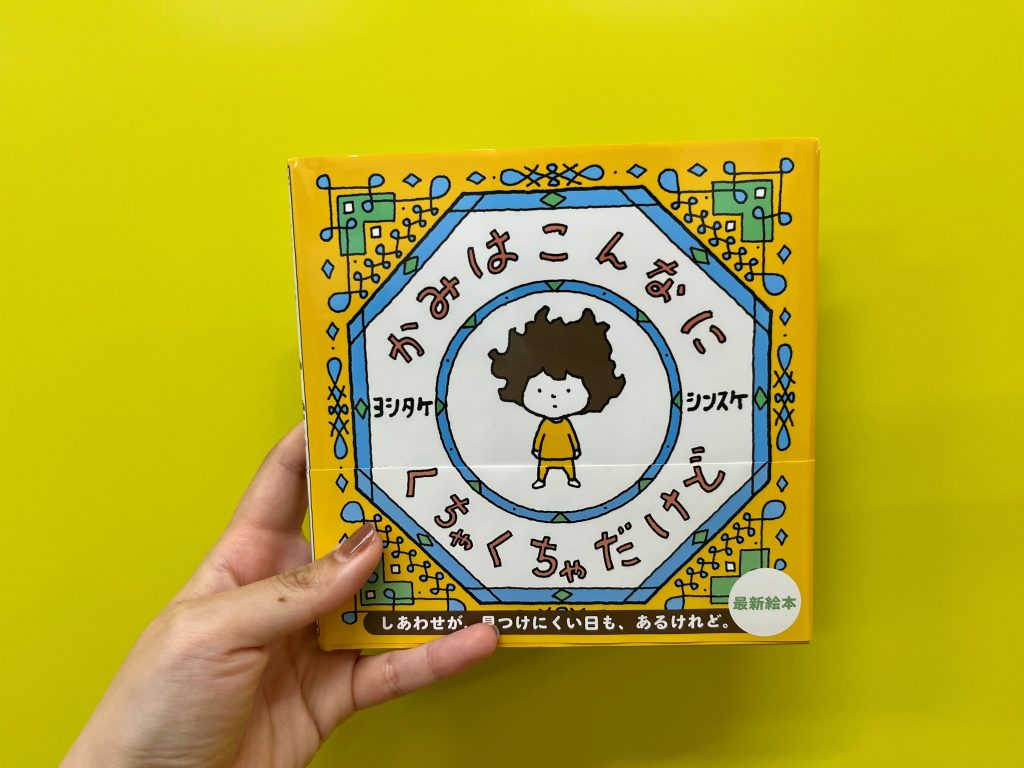 かみはこんなに
ヨシタケ シンスケ
くちゃくちゃだけど
最新絵本
しあわせが、見つけにくい日も、あるけれど。